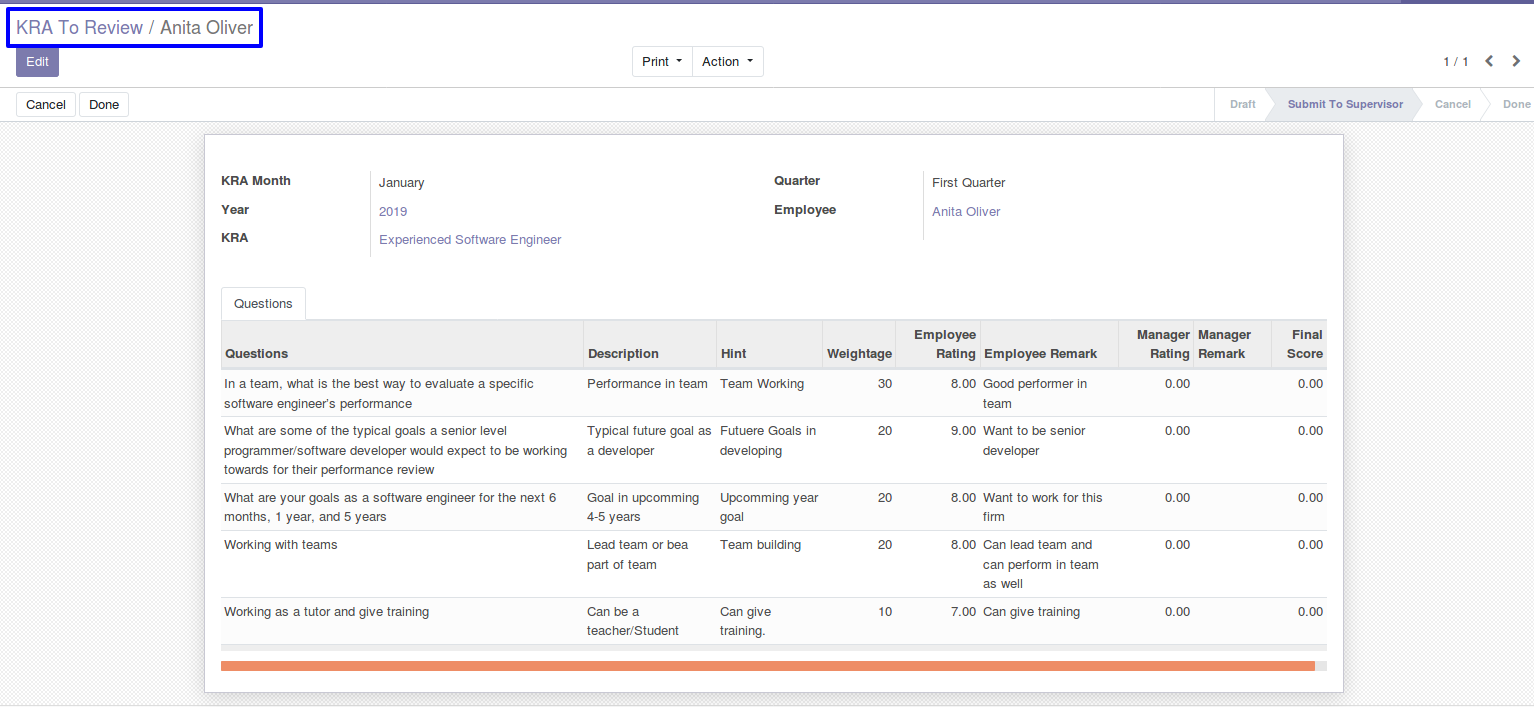 KRA To Review / Anita Oliver
Edit
Print Action
1 / 1
Cancel Done
Draft Submit To Supervisor Cancel Done
KRA Month January Quarter First Quarter
Year 2019 Employee Anita Oliver
KRA Experienced Software Engineer
Questions
Employee Manager Manager Final
Questions Description Hint Weightage Rating Employee Remark Rating Remark Score
In a team, what is the best way to evaluate a specific Performance in team Team Working 30 8.00 Good performer in 0.00 0.00
software engineer's performance team
What are some of the typical goals a senior level Typical future goal as Futuere Goals in 20 9.00 Want to be senior 0.00 0.00
programmer/software developer would expect to be working a developer developing developer
towards for their performance review
What are your goals as a software engineer for the next 6 Goal in upcomming Upcomming year 20 8.00 Want to work for this 0.00 0.00
months, 1 year, and 5 years 4-5 years goal firm
Working with teams Lead team or bea Team building 20 8.00 Can lead team and 0.00 0.00
part of team can perform in team
as well
Working as a tutor and give training Can be a Can give 10 7.00 Can give training 0.00 0.00
teacher/Student training.